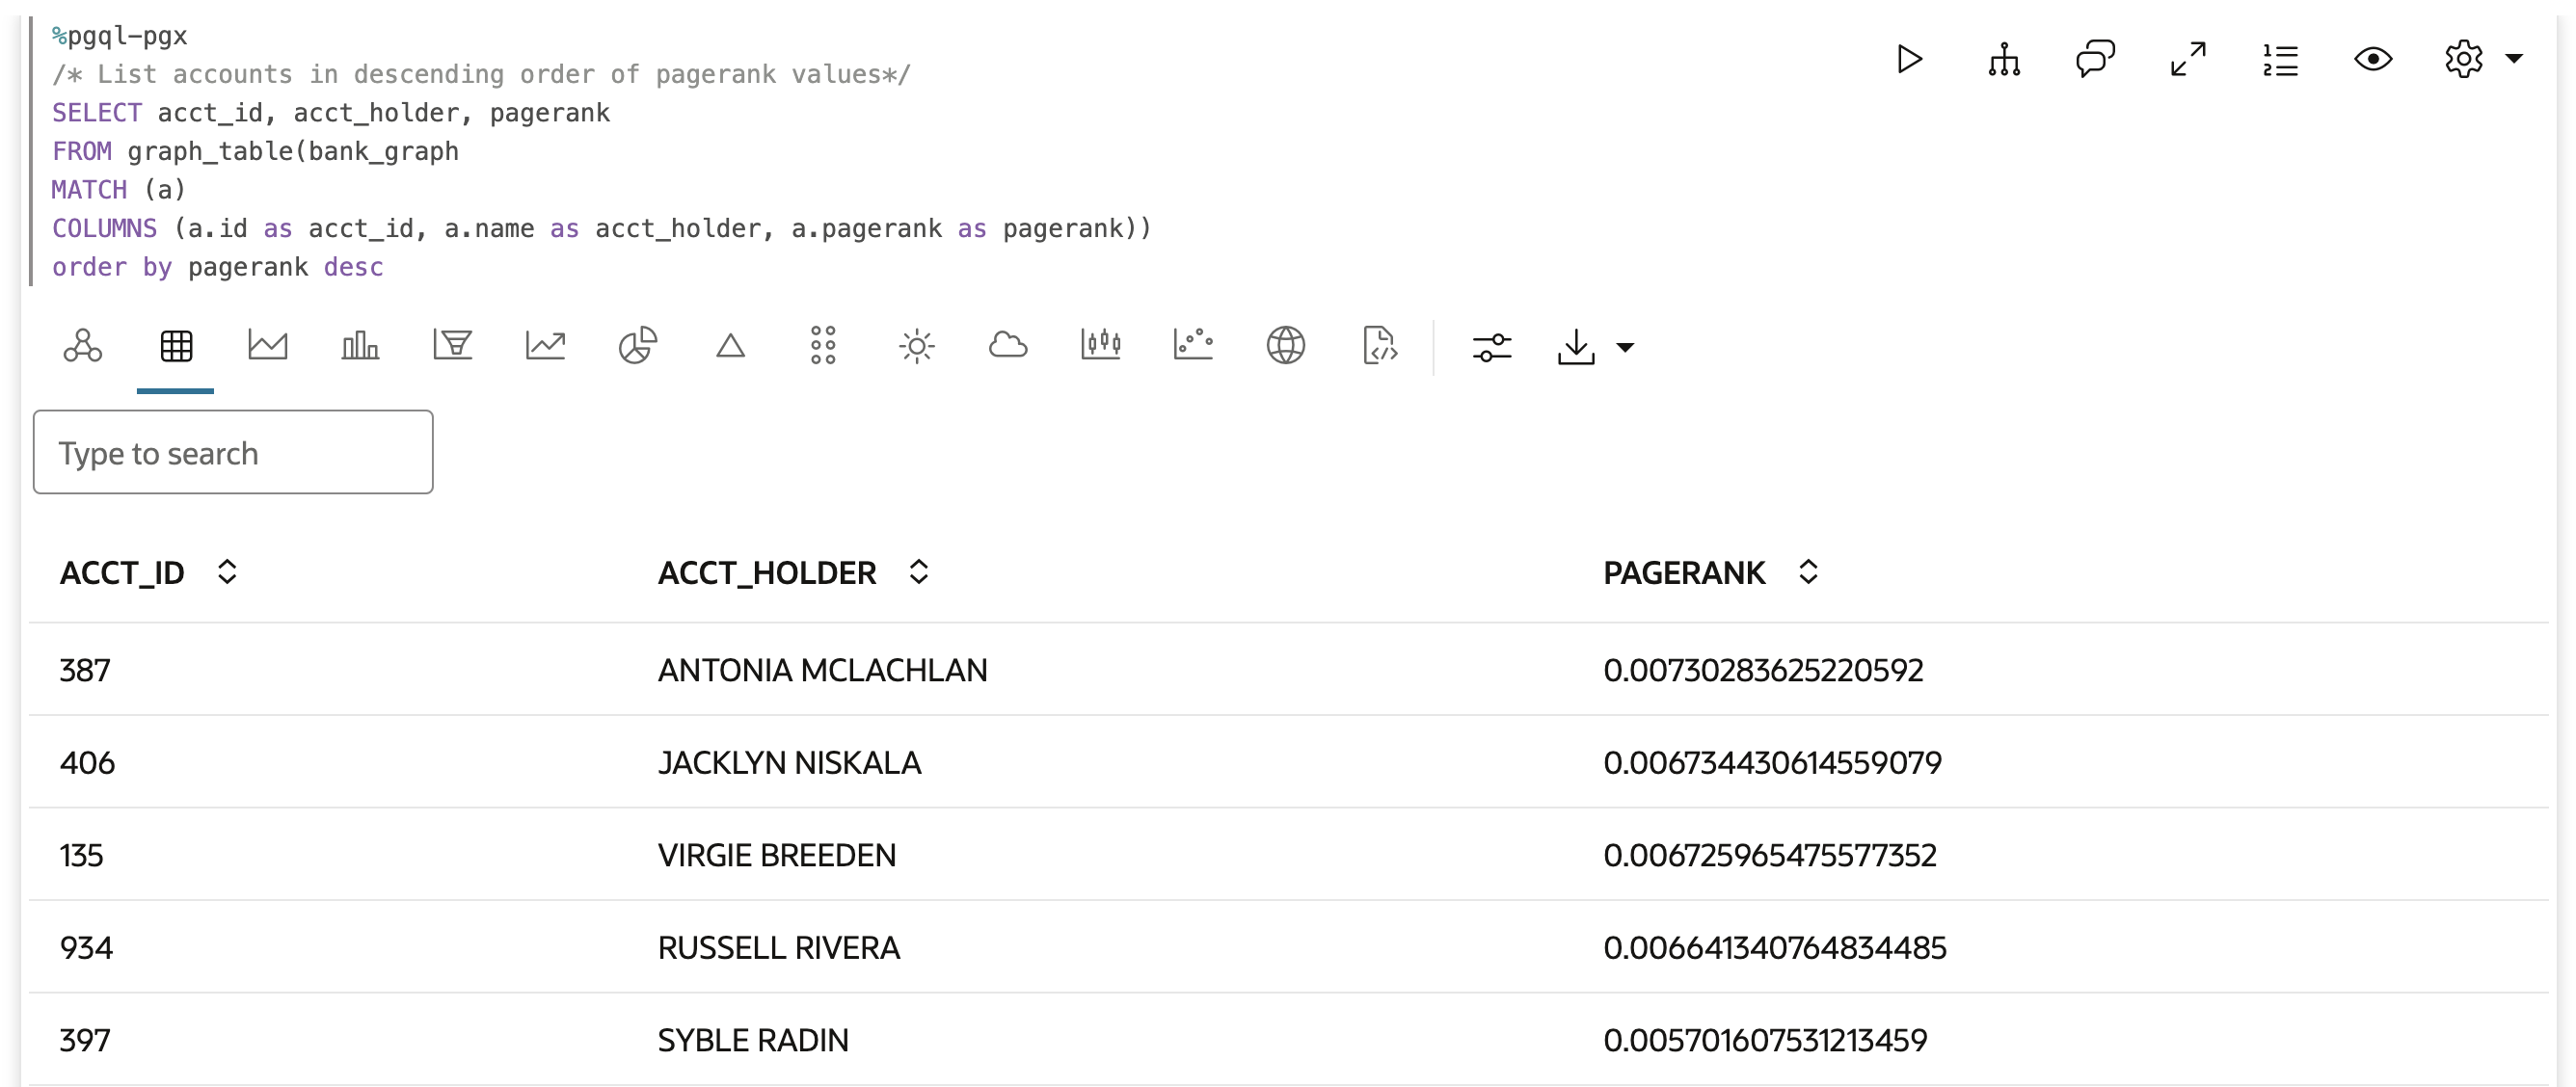 %pgql-pgx
/* List accounts in descending order of pagerank values*/
SELECT acct_id, acct_holder, pagerank
FROM graph_table(bank_graph
MATCH (a)
COLUMNS (a.id as acct_id, a.name as acct_holder, a.pagerank as pagerank))
order by pagerank desc
Type to search
ACCT_ID ACCT_HOLDER PAGERANK
387 ANTONIA MCLACHLAN 0.00730283625220592
406 JACKLYN NISKALA 0.006734430614559079
135 VIRGIE BREEDEN 0.006725965475577352
934 RUSSELL RIVERA 0.006641340764834485
397 SYBLE RADIN 0.005701607531213459